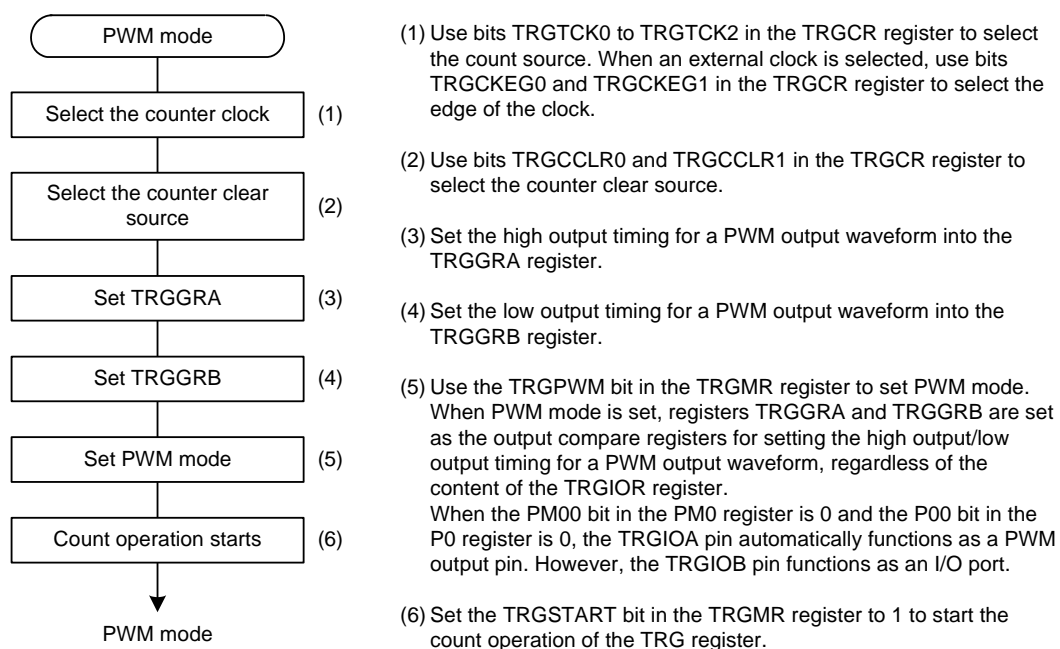 PWM mode
Select the counter clock
(1)
Select the counter clear
source
(2)
Set TRGGRA
(3)
Set TRGGRB
(4)
Set PWM mode
(5)
Count operation starts
(6)
PWM mode
(1) Use bits TRGTCK0 to TRGTCK2 in the TRGCR register to select
the count source. When an external clock is selected, use bits
TRGCKEG0 and TRGCKEG1 in the TRGCR register to select the
edge of the clock.
(2) Use bits TRGCCLR0 and TRGCCLR1 in the TRGCR register to
select the counter clear source.
(3) Set the high output timing for a PWM output waveform into the
TRGGRA register.
(4) Set the low output timing for a PWM output waveform into the
TRGGRB register.
(5) Use the TRGPWM bit in the TRGMR register to set PWM mode.
When PWM mode is set, registers TRGGRA and TRGGRB are set
as the output compare registers for setting the high output/low
output timing for a PWM output waveform, regardless of the
content of the TRGIOR register.
When the PM00 bit in the PM0 register is 0 and the P00 bit in the
P0 register is 0, the TRGIOA pin automatically functions as a PWM
output pin. However, the TRGIOB pin functions as an I/O port.
(6) Set the TRGSTART bit in the TRGMR register to 1 to start the
count operation of the TRG register.